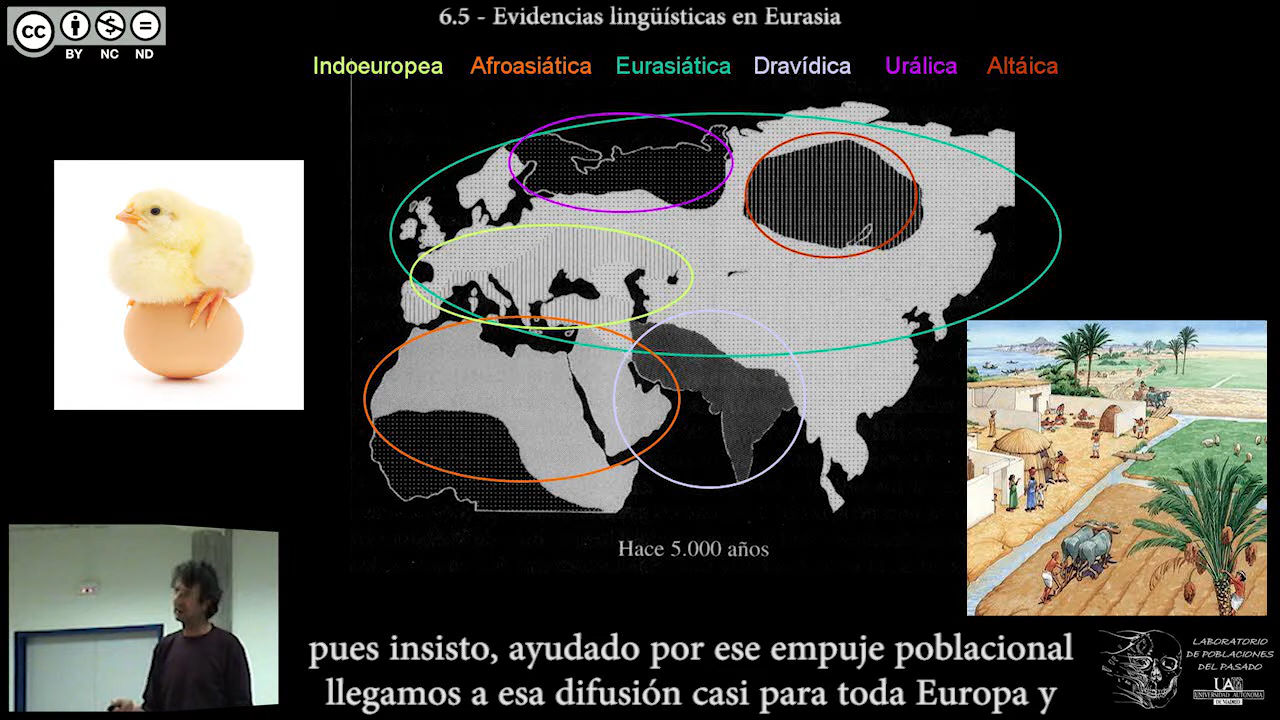 6.5 - Evidencias lingüísticas en Eurasia
cc
BY NC ND
Indoeuropea Afroasiática Eurasiática Dravídica Urálica Altáica
Hace 5.000 años
pues insisto, ayudado por ese empuje poblacional
llegamos a esa difusión casi para toda Europa y
LABORATORIO
DE POBLACIONES
DEL PASADO
UAM
UNIVERSIDAD AUTONOMA
DE MADRID